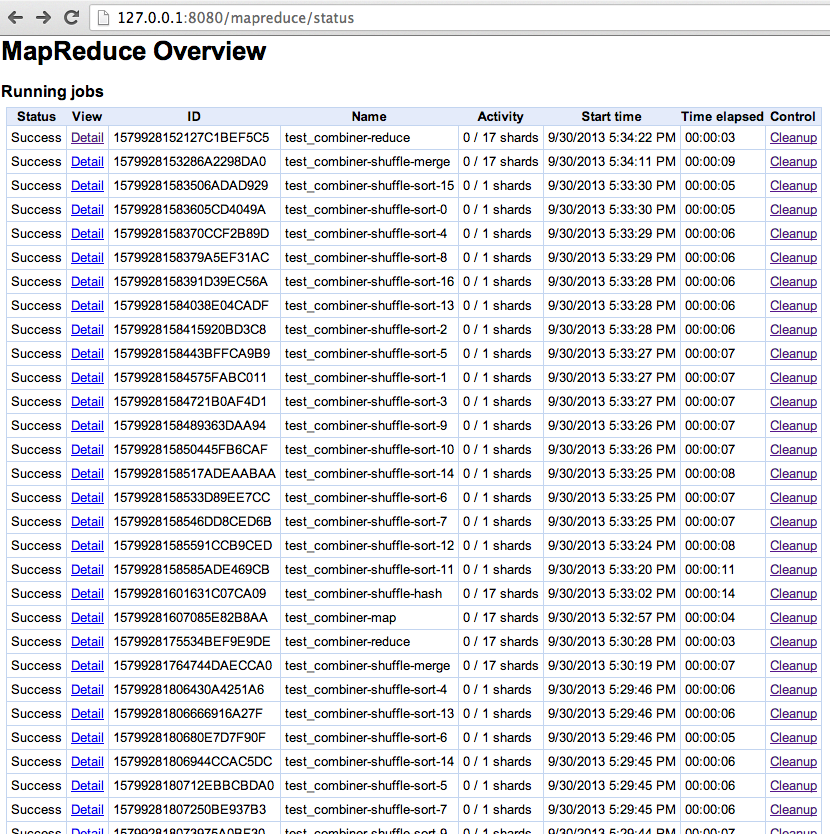 127.0.0.1:8080/mapreduce/status
MapReduce Overview
Running jobs
Status View ID Name Activity Start time Time elapsed Control
Success Detail 1579928152127C1BEF5C5 test_combiner-reduce 0 / 17 shards 9/30/2013 5:34:22 PM 00:00:03 Cleanup
Success Detail 1579928153286A2298DA0 test_combiner-shuffle-merge 0 / 17 shards 9/30/2013 5:34:11 PM 00:00:09 Cleanup
Success Detail 15799281583506ADAD929 test_combiner-shuffle-sort-15 0 / 1 shards 9/30/2013 5:33:30 PM 00:00:05 Cleanup
Success Detail 15799281583605CD4049A test_combiner-shuffle-sort-0 0 / 1 shards 9/30/2013 5:33:30 PM 00:00:05 Cleanup
Success Detail 1579928158370CCF2B89D test_combiner-shuffle-sort-4 0 / 1 shards 9/30/2013 5:33:29 PM 00:00:06 Cleanup
Success Detail 1579928158379A5EF31AC test_combiner-shuffle-sort-8 0 / 1 shards 9/30/2013 5:33:29 PM 00:00:06 Cleanup
Success Detail 1579928158391D39EC56A test_combiner-shuffle-sort-16 0 / 1 shards 9/30/2013 5:33:28 PM 00:00:06 Cleanup
Success Detail 15799281584038E04CADF test_combiner-shuffle-sort-13 0 / 1 shards 9/30/2013 5:33:28 PM 00:00:06 Cleanup
Success Detail 1579928158415920BD3C8 test_combiner-shuffle-sort-2 0 / 1 shards 9/30/2013 5:33:28 PM 00:00:06 Cleanup
Success Detail 1579928158443BFFCA9B9 test_combiner-shuffle-sort-5 0 / 1 shards 9/30/2013 5:33:27 PM 00:00:07 Cleanup
Success Detail 15799281584575FABC011 test_combiner-shuffle-sort-1 0 / 1 shards 9/30/2013 5:33:27 PM 00:00:07 Cleanup
Success Detail 15799281584721B0AF4D1 test_combiner-shuffle-sort-3 0 / 1 shards 9/30/2013 5:33:27 PM 00:00:07 Cleanup
Success Detail 1579928158489363DAA94 test_combiner-shuffle-sort-9 0 / 1 shards 9/30/2013 5:33:26 PM 00:00:07 Cleanup
Success Detail 15799281585​0445FB6CAF test_combiner-shuffle-sort-10 0 / 1 shards 9/30/2013 5:33:26 PM 00:00:07 Cleanup
Success Detail 1579928158517ADEAABAA test_combiner-shuffle-sort-14 0 / 1 shards 9/30/2013 5:33:25 PM 00:00:08 Cleanup
Success Detail 1579928158533D89EE7CC test_combiner-shuffle-sort-6 0 / 1 shards 9/30/2013 5:33:25 PM 00:00:07 Cleanup
Success Detail 1579928158546DD8CED6B test_combiner-shuffle-sort-7 0 / 1 shards 9/30/2013 5:33:25 PM 00:00:07 Cleanup
Success Detail 1579928158559​1CCB9CED test_combiner-shuffle-sort-12 0 / 1 shards 9/30/2013 5:33:24 PM 00:00:08 Cleanup
Success Detail 1579928158585ADE469CB test_combiner-shuffle-sort-11 0 / 1 shards 9/30/2013 5:33:20 PM 00:00:11 Cleanup
Success Detail 1579928160163​1C07CA09 test_combiner-shuffle-hash 0 / 17 shards 9/30/2013 5:33:02 PM 00:00:14 Cleanup
Success Detail 1579928160708​5E82B8AA test_combiner-map 0 / 17 shards 9/30/2013 5:32:57 PM 00:00:04 Cleanup
Success Detail 157992817553​4BEF9E9DE test_combiner-reduce 0 / 17 shards 9/30/2013 5:30:28 PM 00:00:03 Cleanup
Success Detail 15799281764744DAECCA0 test_combiner-shuffle-merge 0 / 17 shards 9/30/2013 5:30:19 PM 00:00:07 Cleanup
Success Detail 15799281806430A4251A6 test_combiner-shuffle-sort-4 0 / 1 shards 9/30/2013 5:29:46 PM 00:00:06 Cleanup
Success Detail 15799281806666916A27F test_combiner-shuffle-sort-13 0 / 1 shards 9/30/2013 5:29:46 PM 00:00:06 Cleanup
Success Detail 1579928180680E7D7F90F test_combiner-shuffle-sort-6 0 / 1 shards 9/30/2013 5:29:46 PM 00:00:05 Cleanup
Success Detail 15799281806944CCAC5DC test_combiner-shuffle-sort-14 0 / 1 shards 9/30/2013 5:29:45 PM 00:00:06 Cleanup
Success Detail 1579928180712EBBCBDA0 test_combiner-shuffle-sort-5 0 / 1 shards 9/30/2013 5:29:45 PM 00:00:06 Cleanup
Success Detail 1579928180725​0BE937B3 test_combiner-shuffle-sort-7 0 / 1 shards 9/30/2013 5:29:45 PM 00:00:06 Cleanup
Success Detail test_combiner-shuffle-sort-9 0 / 1 shards 9/30/2013 5:29:44 PM 00:00:07 Cleanup